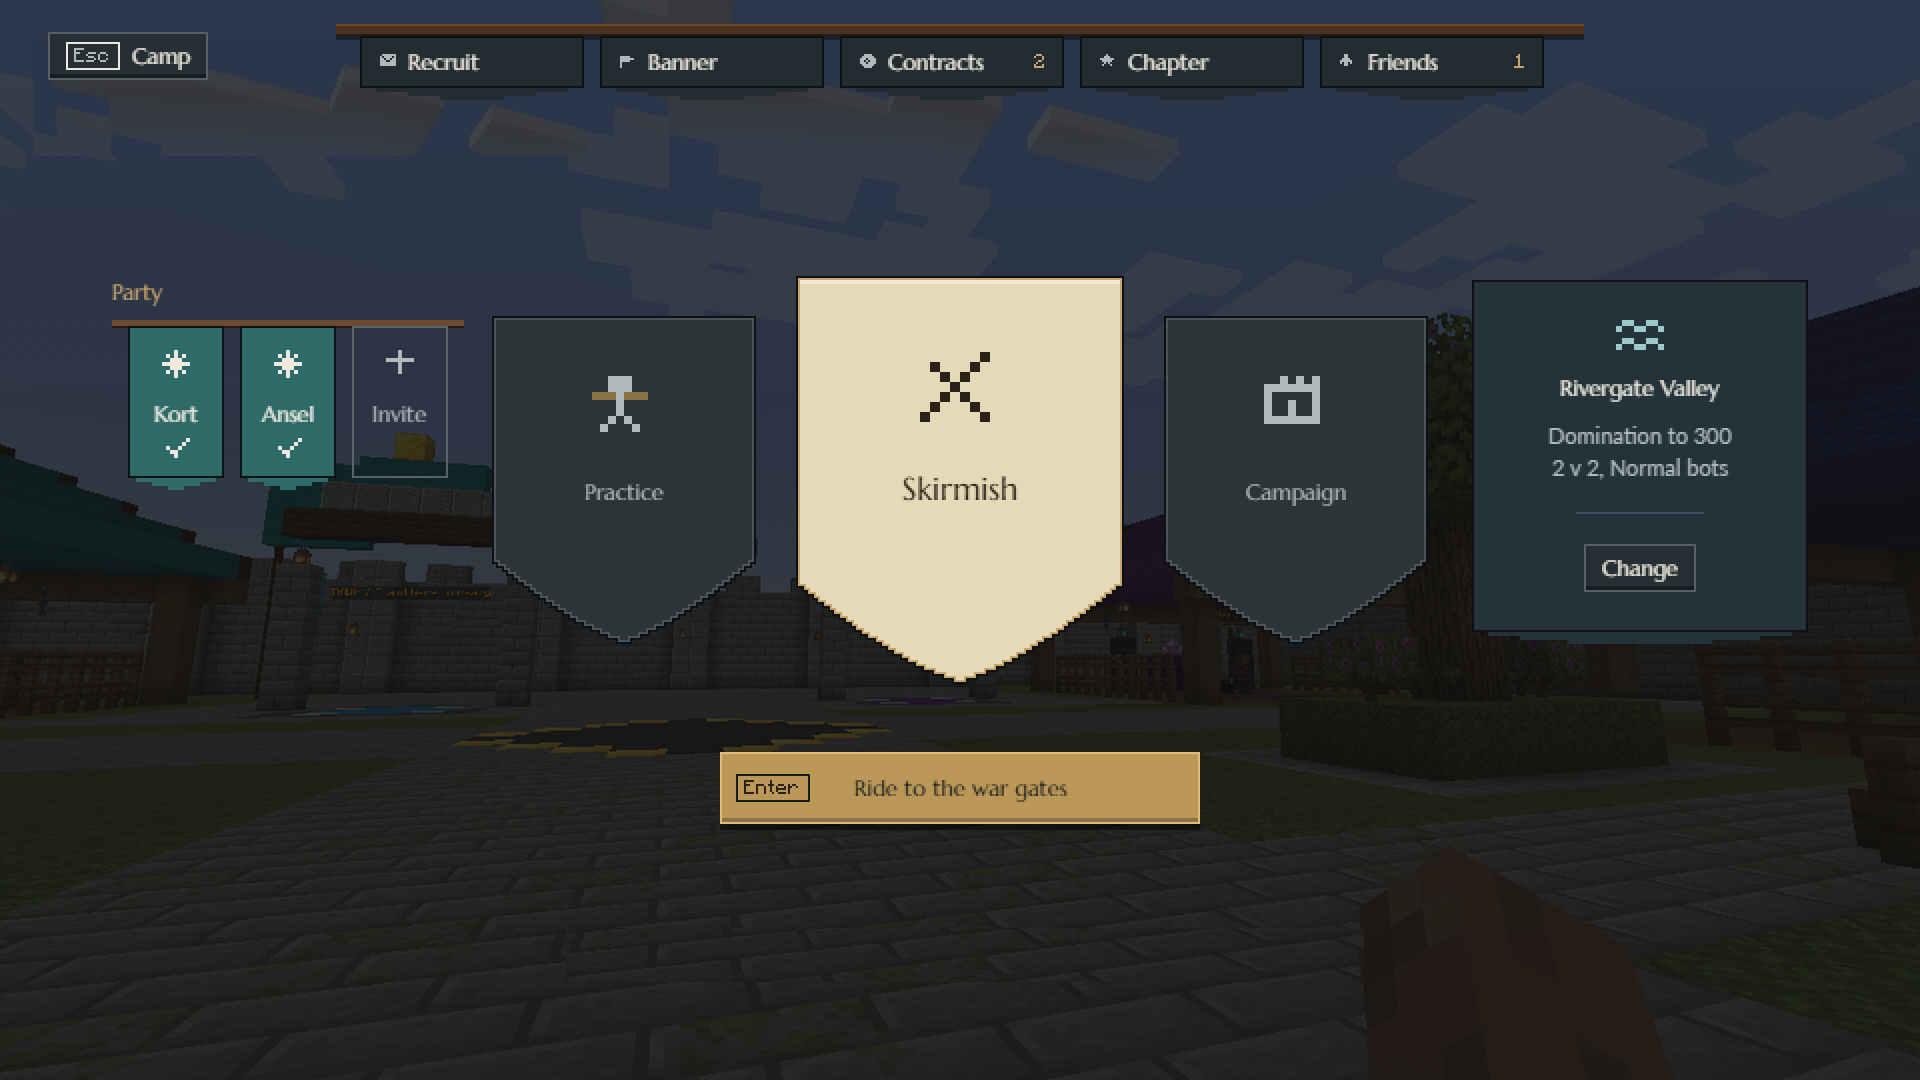 Esc Camp
Recruit
Banner
Contracts 2
Chapter
Friends 1
Party
Kort
Ansel
Invite
Practice
Skirmish
Campaign
Rivergate Valley
Domination to 300
2 v 2, Normal bots
Change
Enter Ride to the war gates